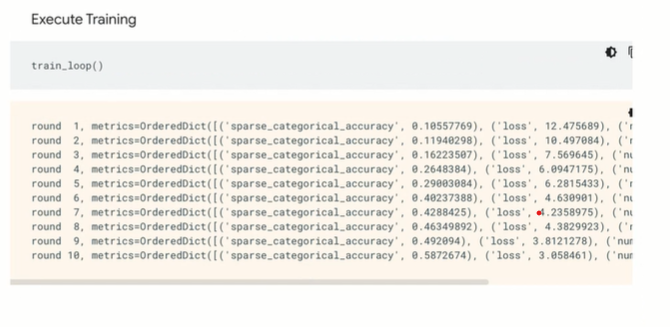 Execute Training
train_loop()
round  1, metrics=OrderedDict([('sparse_categorical_accuracy', 0.10557769), ('loss', 12.475689), ('
round  2, metrics=OrderedDict([('sparse_categorical_accuracy', 0.11940298), ('loss', 10.497084), ('
round  3, metrics=OrderedDict([('sparse_categorical_accuracy', 0.16223507), ('loss', 7.569645), ('nu
round  4, metrics=OrderedDict([('sparse_categorical_accuracy', 0.2648384), ('loss', 6.0947175), ('nu
round  5, metrics=OrderedDict([('sparse_categorical_accuracy', 0.29003084), ('loss', 6.2815433), ('
round  6, metrics=OrderedDict([('sparse_categorical_accuracy', 0.40237388), ('loss', 4.630901), ('nu
round  7, metrics=OrderedDict([('sparse_categorical_accuracy', 0.4288425), ('loss', 4.2358975), ('nu
round  8, metrics=OrderedDict([('sparse_categorical_accuracy', 0.46349892), ('loss', 4.3829923), ('
round  9, metrics=OrderedDict([('sparse_categorical_accuracy', 0.492094), ('loss', 3.8121278), ('num
round 10, metrics=OrderedDict([('sparse_categorical_accuracy', 0.5872674), ('loss', 3.058461), ('num